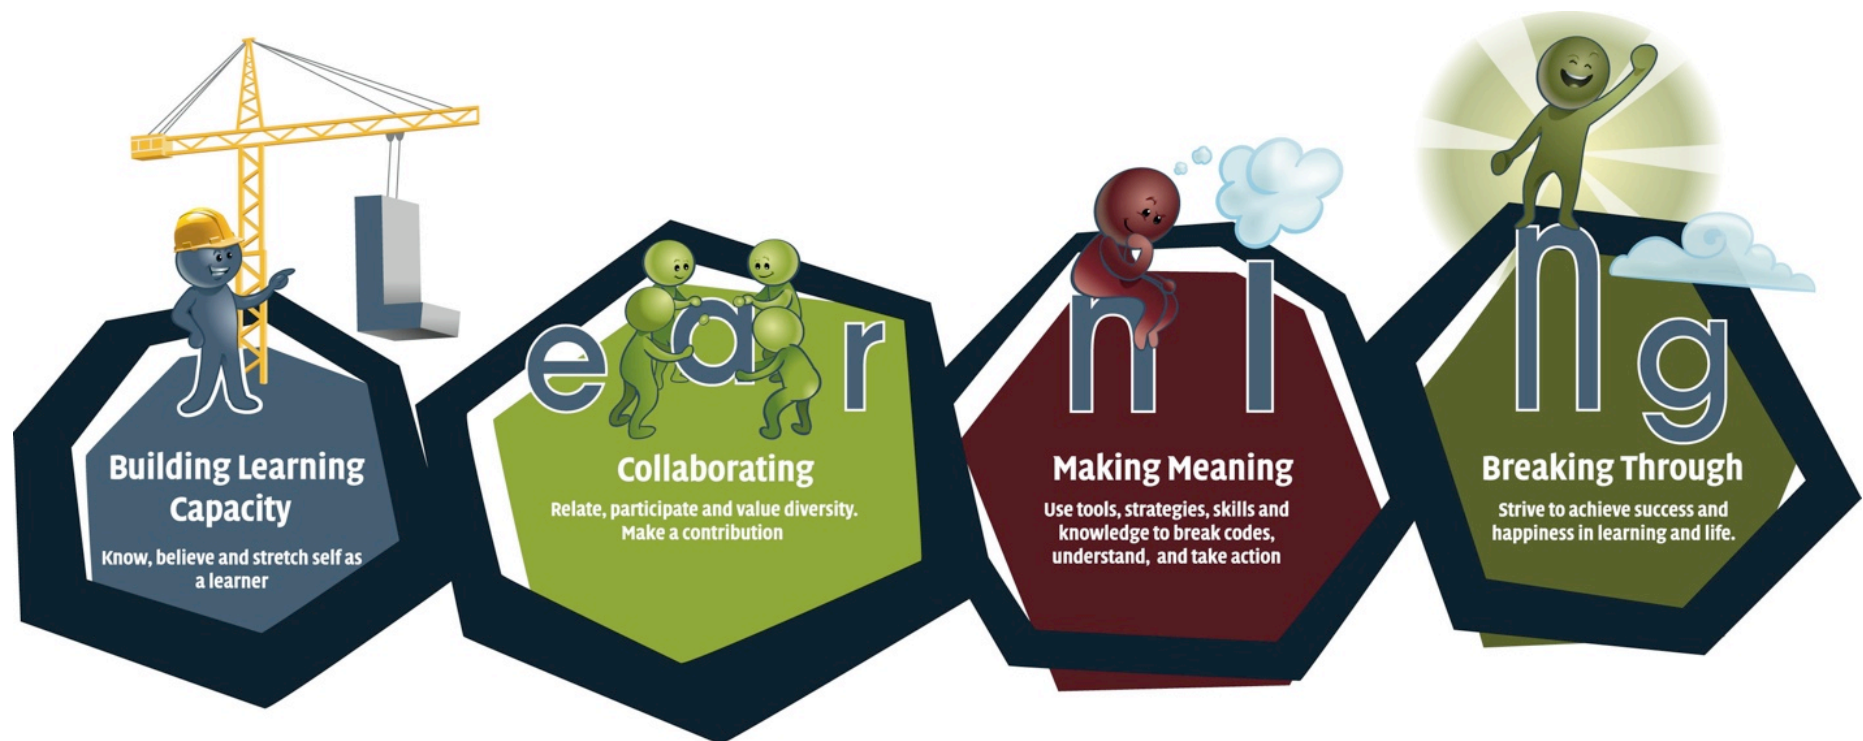 L
e a r
n I
n g
Building Learning
Capacity
Know, believe and stretch self as
a learner
Collaborating
Relate, participate and value diversity.
Make a contribution
Making Meaning
Use tools, strategies, skills and
knowledge to break codes,
understand, and take action
Breaking Through
Strive to achieve success and
happiness in learning and life.